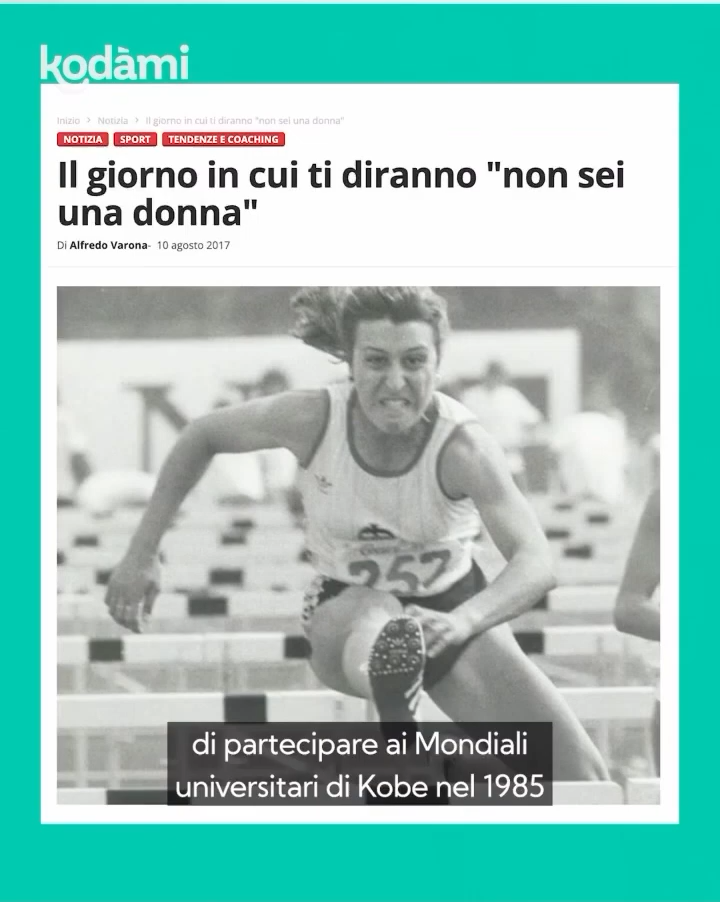 kodàmi
Inizio › Notizia › Il giorno in cui ti diranno "non sei una donna"
NOTIZIA SPORT TENDENZE E COACHING
Il giorno in cui ti diranno "non sei
una donna"
Di Alfredo Varona- 10 agosto 2017
257
di partecipare ai Mondiali
universitari di Kobe nel 1985